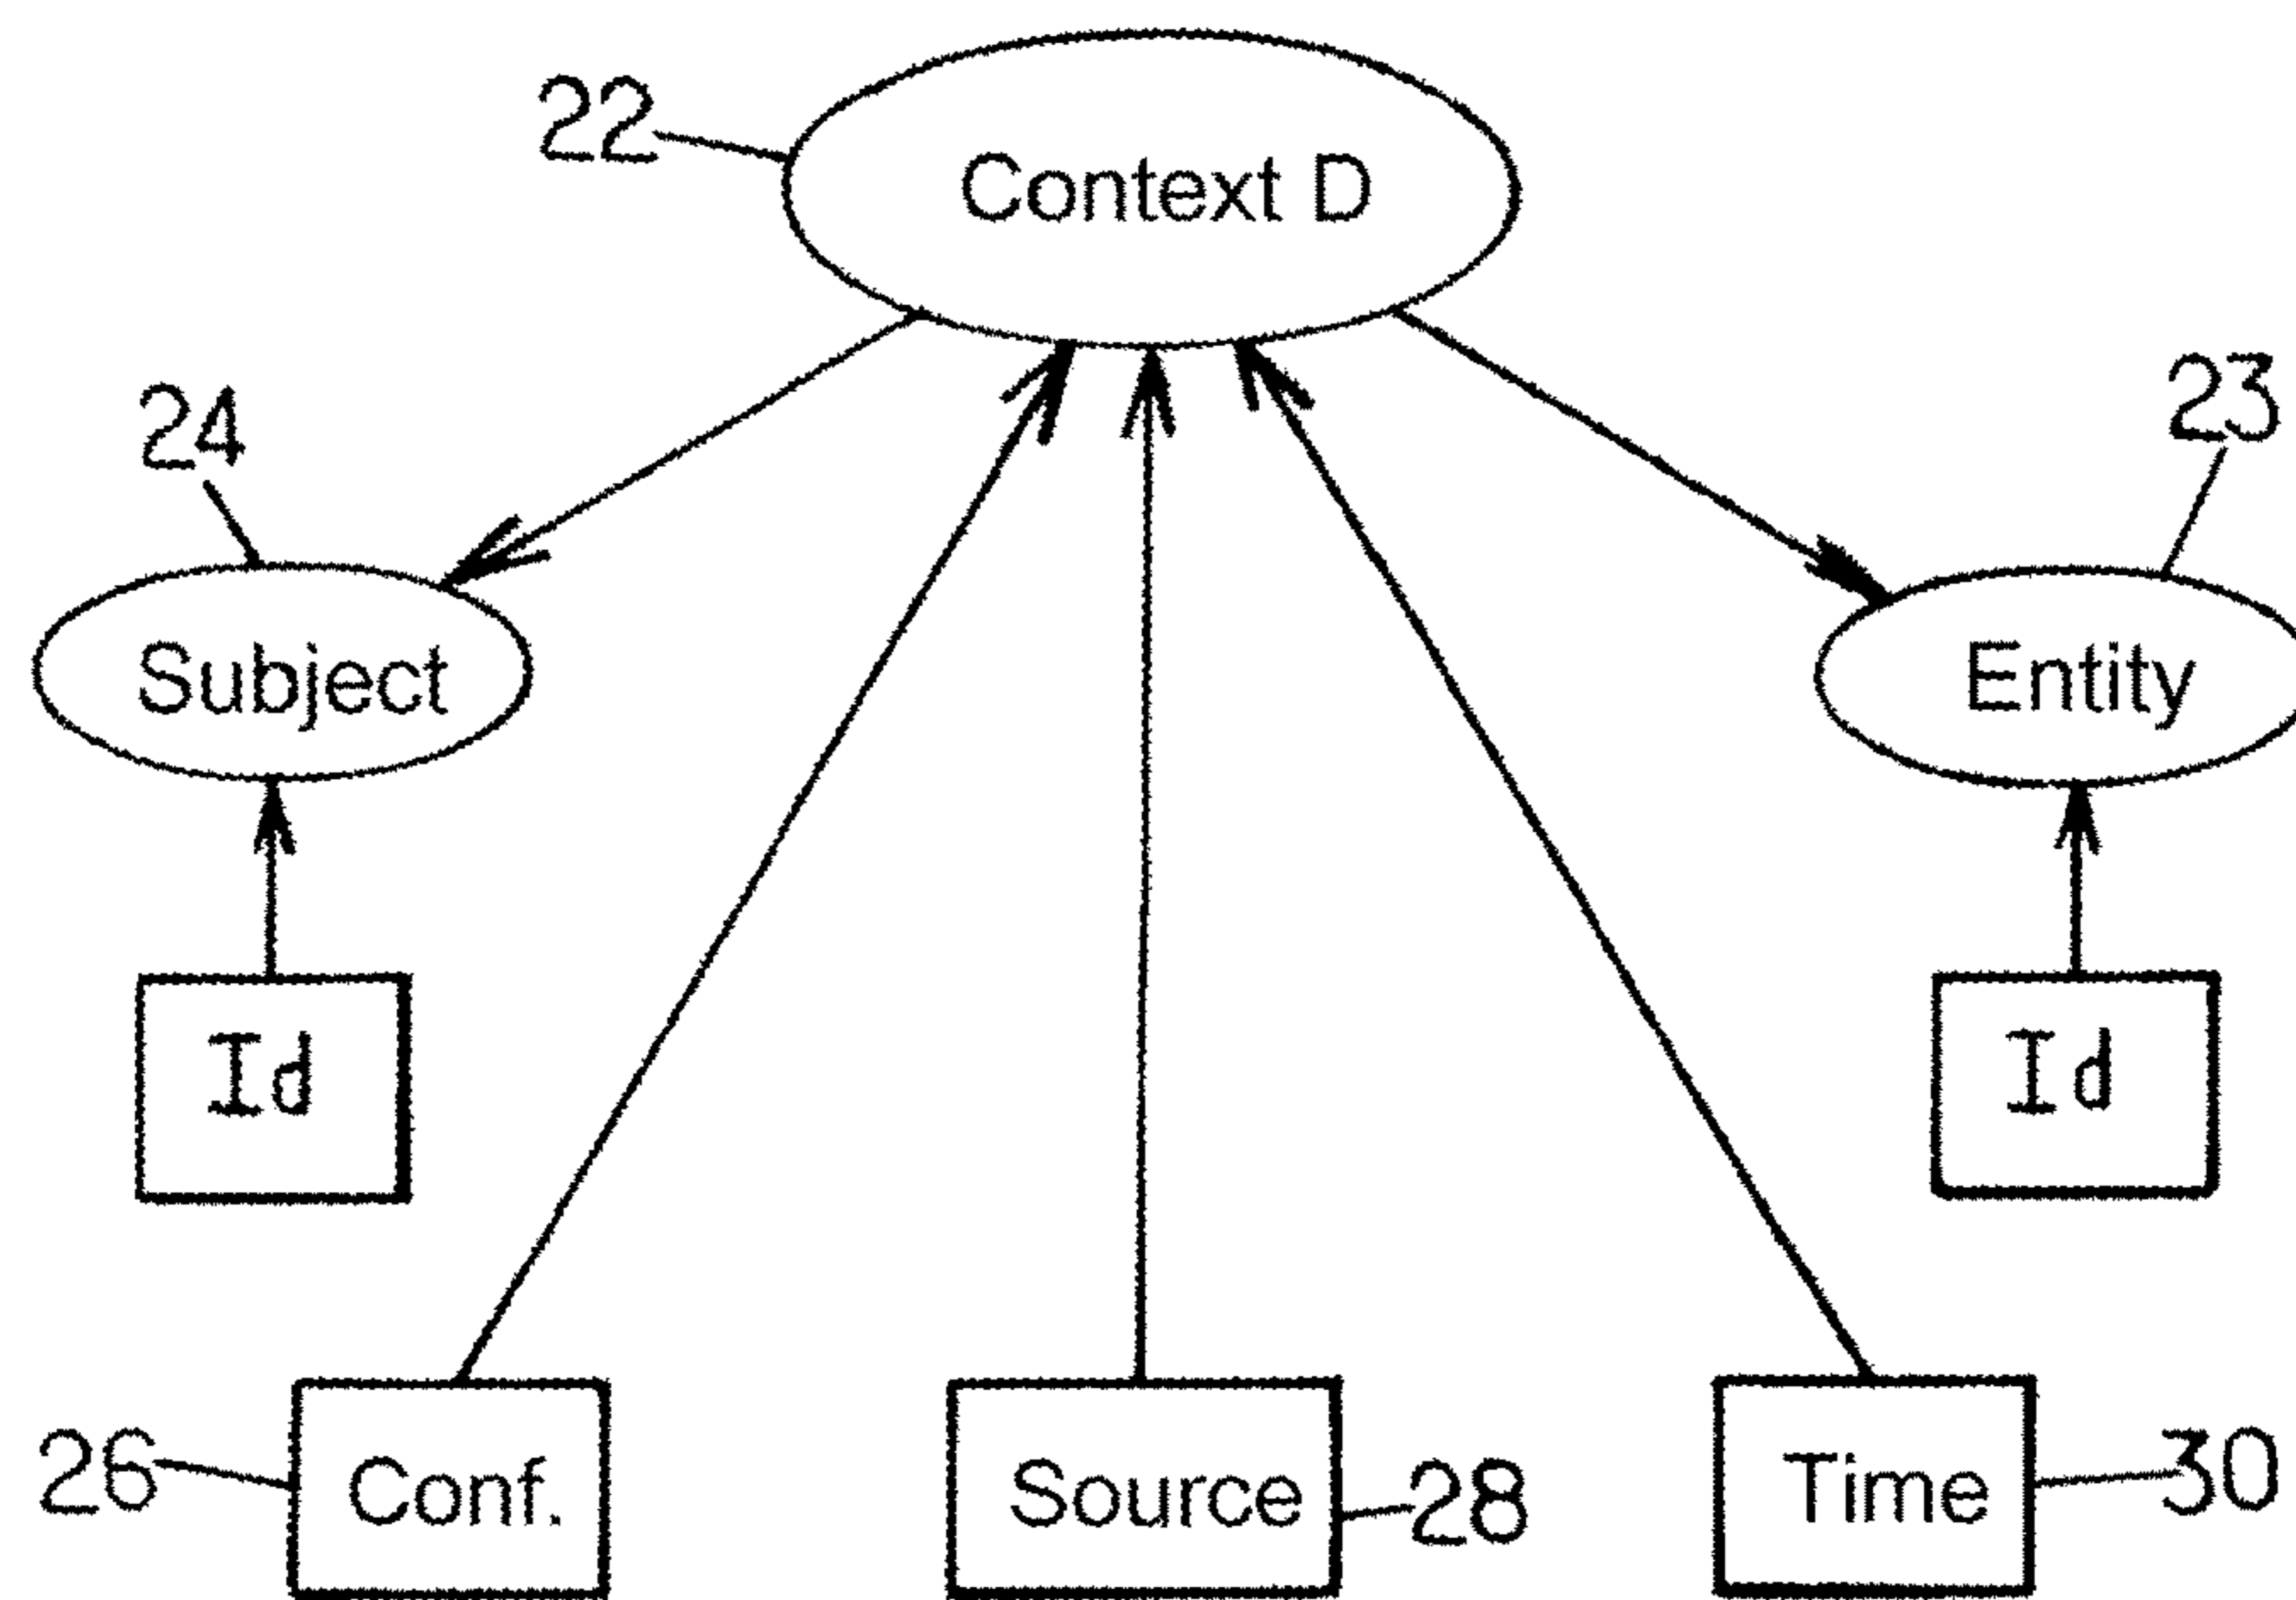 22
Context D
24
23
Subject
Entity
Id
Id
26
Conf.
Source
28
Time
30